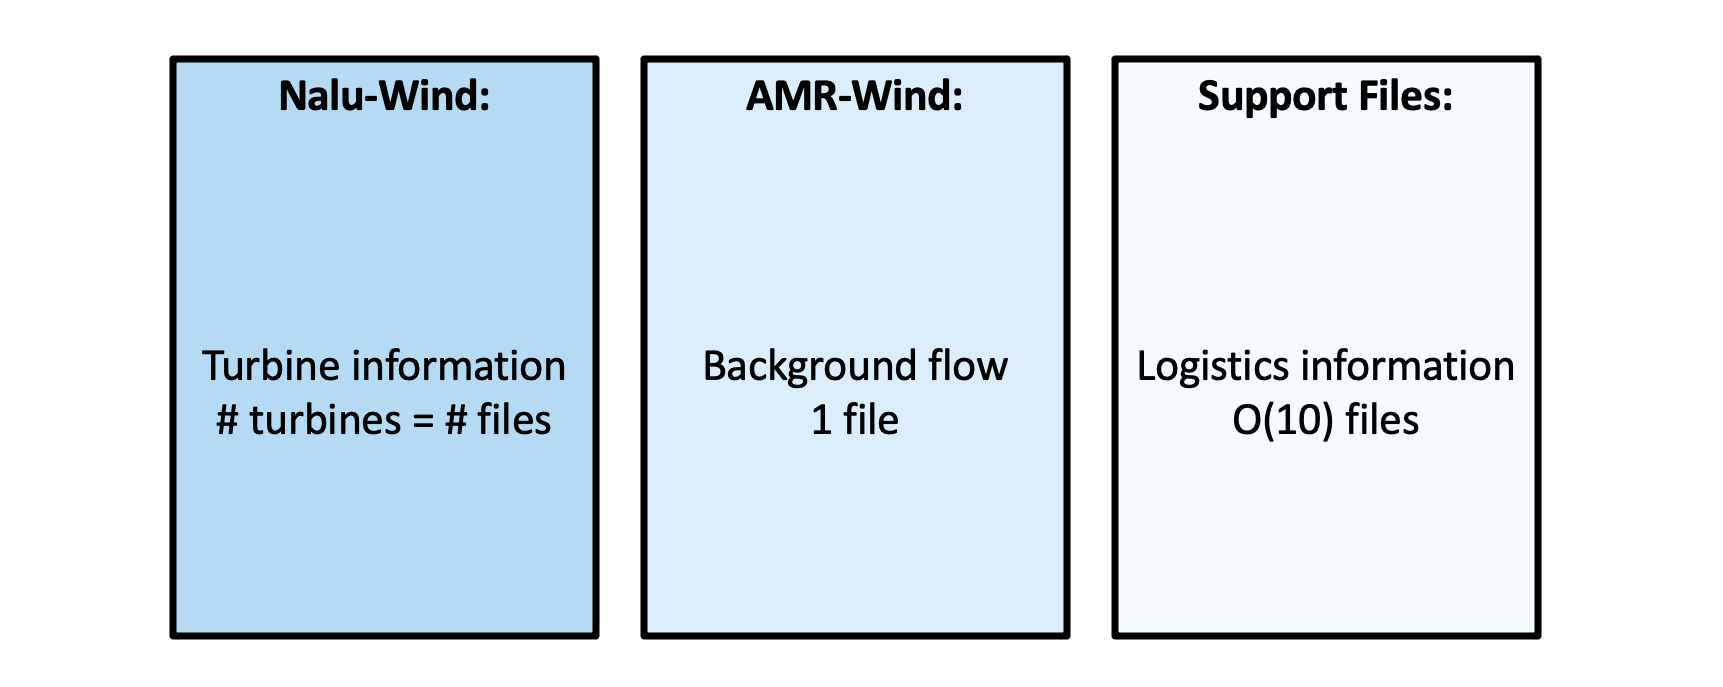 Nalu-Wind:
Turbine information
# turbines = # files
AMR-Wind:
Background flow
1 file
Support Files:
Logistics information
O(10) files